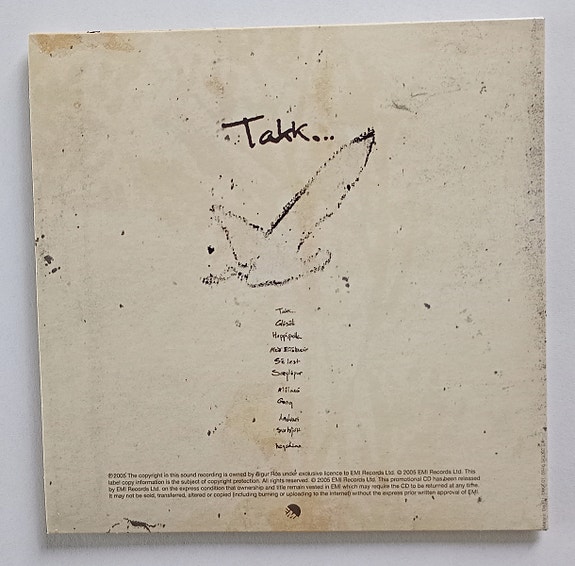 Takk...
Takk...
Glósóli
Hoppípolla
Með Blóðnasir
Sé lest
Sæglópur
Mílanó
Gong
Andvari
Svo hljótt
heysátan
℗ 2005 The copyright in this sound recording is owned by Sigur Rós under exclusive licence to EMI Records Ltd. © 2005 EMI Records Ltd. This
label copy information is the subject of copyright protection. All rights reserved. © 2005 EMI Records Ltd. This promotional CD has been released
by EMI Records Ltd. on the express condition that ownership and title remain vested in EMI which may require the CD to be returned at any time.
It may not be sold, transferred, altered or copied (including burning or uploading to the internet) without the express prior written approval of EMI.